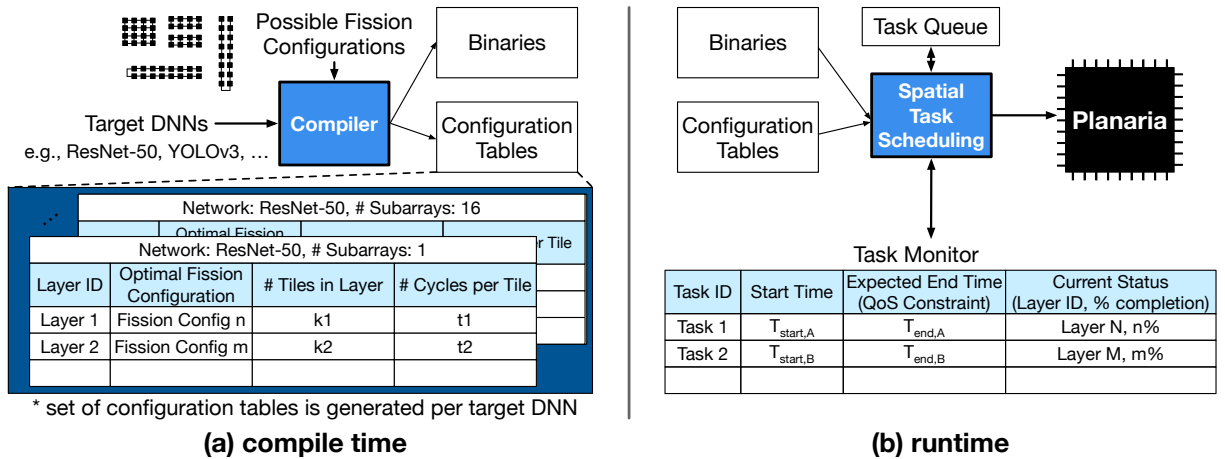 Possible Fission
Configurations
Binaries
Target DNNs
e.g., ResNet-50, YOLOv3, …
Compiler
Configuration
Tables
Network: ResNet-50, # Subarrays: 16
Optimal Fission
Tile
Network: ResNet-50, # Subarrays: 1
Layer ID
Optimal Fission
Configuration
# Tiles in Layer
# Cycles per Tile
Layer 1 Fission Config n k1 t1
Layer 2 Fission Config m k2 t2
* set of configuration tables is generated per target DNN
(a) compile time
Task Queue
Binaries
Configuration
Tables
Spatial
Task
Scheduling
Planaria
Task Monitor
Task ID
Start Time
Expected End Time
(QoS Constraint)
Current Status
(Layer ID, % completion)
Task 1 Tstart,A Tend,A Layer N, n%
Task 2 Tstart,B Tend,B Layer M, m%
(b) runtime